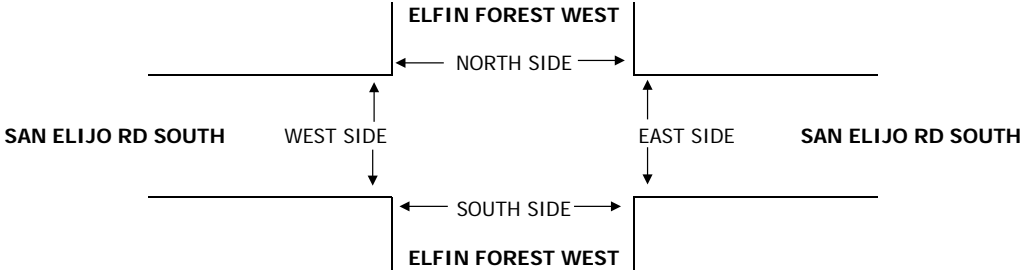 ELFIN FOREST WEST
NORTH SIDE
SAN ELIJO RD SOUTH WEST SIDE EAST SIDE SAN ELIJO RD SOUTH
SOUTH SIDE
ELFIN FOREST WEST